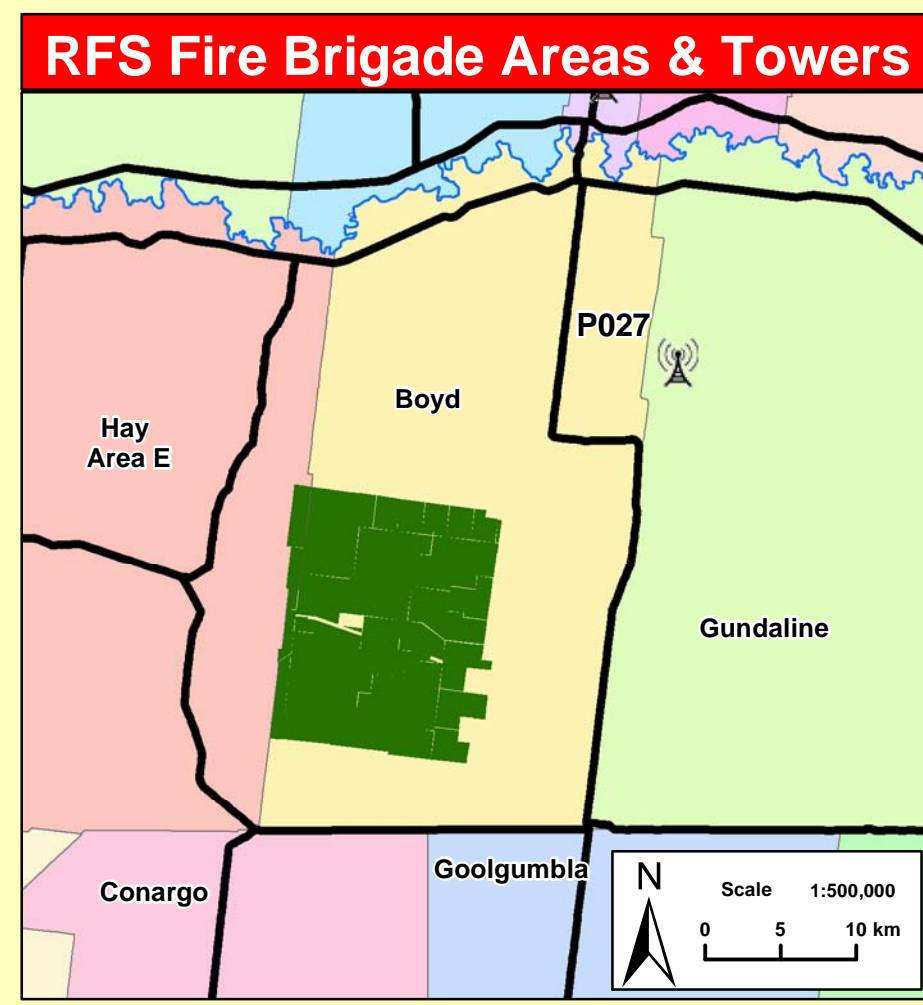 RFS Fire Brigade Areas & Towers
P027
Boyd
Hay
Area E
Gundaline
Goolgumbla
Conargo
N
Scale 1:500,000
0 5 10 km